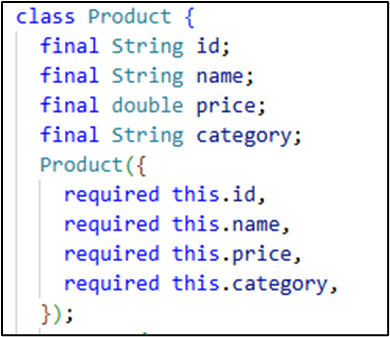 class Product {
final String id;
final String name;
final double price;
final String category;
Product({
required this.id,
required this.name,
required this.price,
required this.category,
});